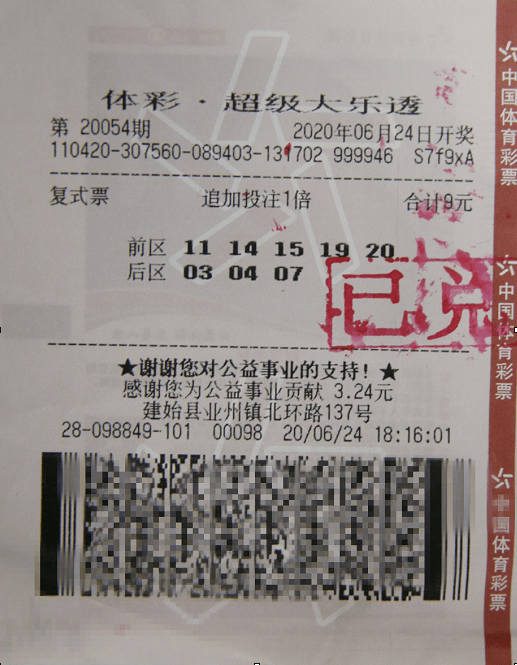 体彩·超级大乐透
第 20054期 2020年06月24日开奖
110420-307560-089403-131702 999946 S7f9xA
复式票 追加投注1倍 合计9元
前区 11 14 15 19 20
后区 03 04 07
已兑
★谢谢您对公益事业的支持！★
感谢您为公益事业贡献 3.24元
建始县业州镇北环路137号
28-098849-101 00098 20/06/24 18:16:01
中国体育彩票
中国体育彩票
中国体育彩票